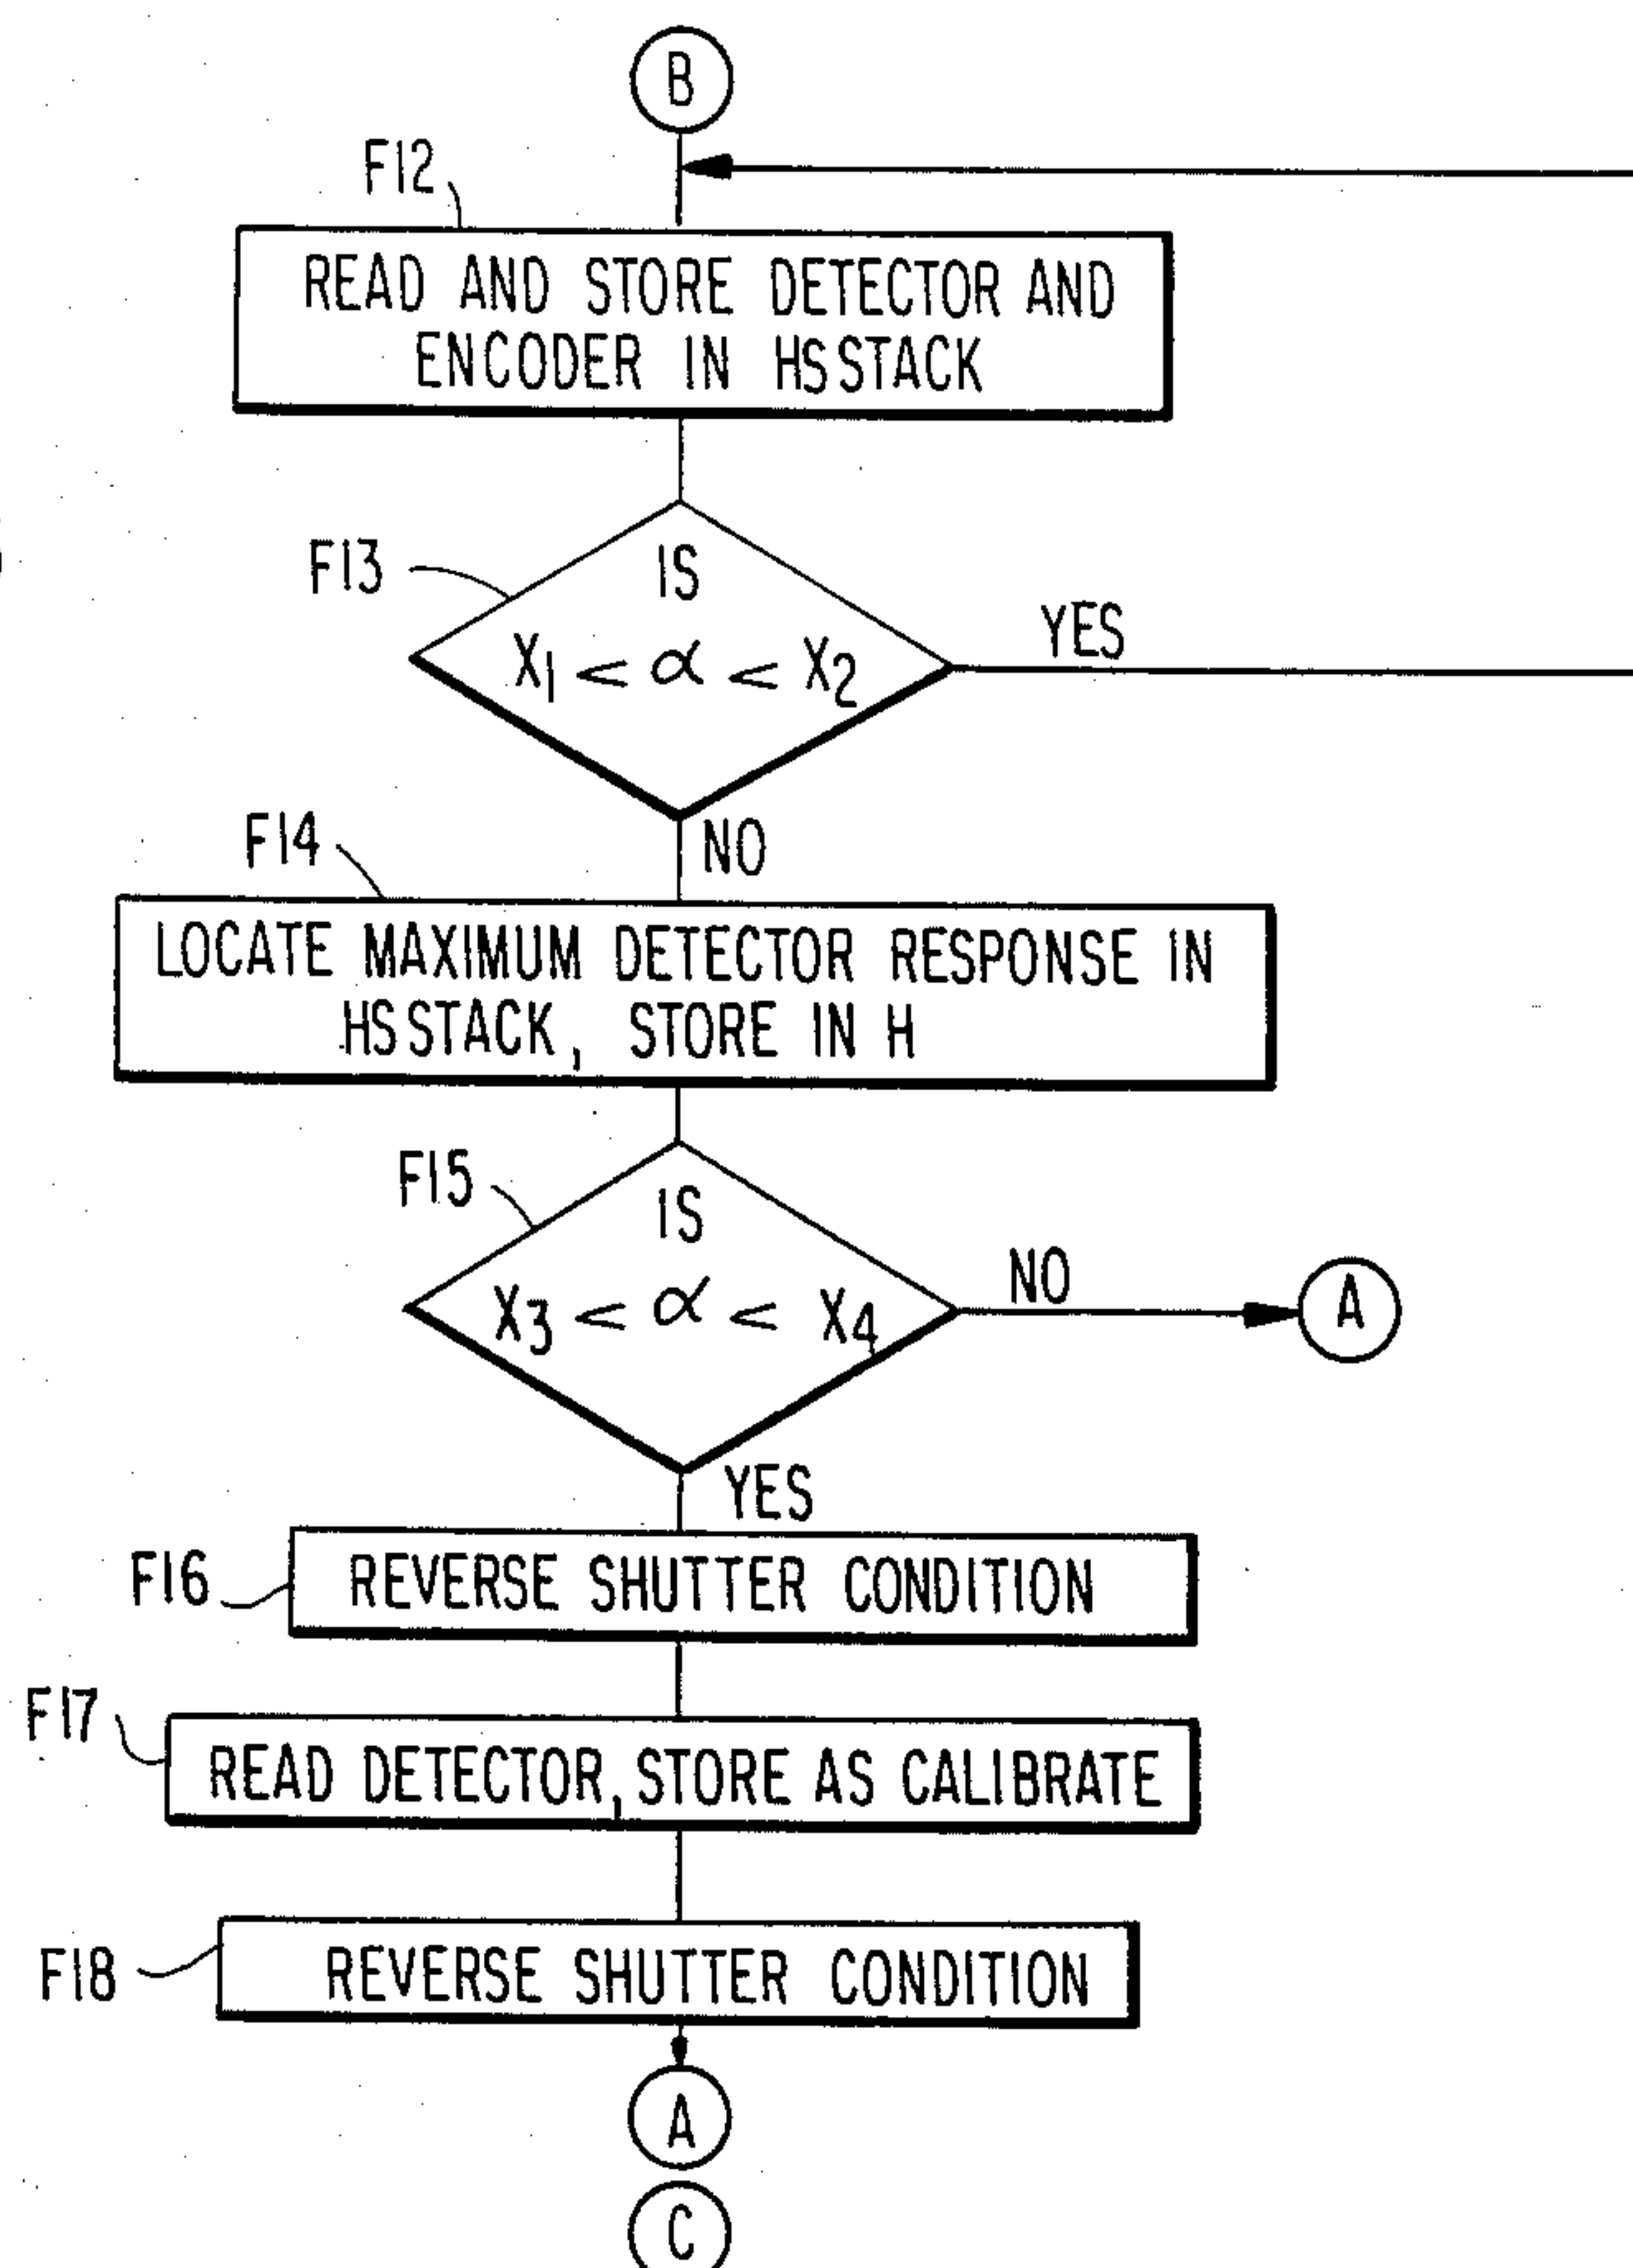 B
F12
READ AND STORE DETECTOR AND
ENCODER IN HSSTACK
F13
IS
X1 < α < X2
YES
NO
F14
LOCATE MAXIMUM DETECTOR RESPONSE IN
HSSTACK, STORE IN H
F15
IS
X3 < α < X4
NO
A
YES
F16
REVERSE SHUTTER CONDITION
F17
READ DETECTOR, STORE AS CALIBRATE
F18
REVERSE SHUTTER CONDITION
A
C